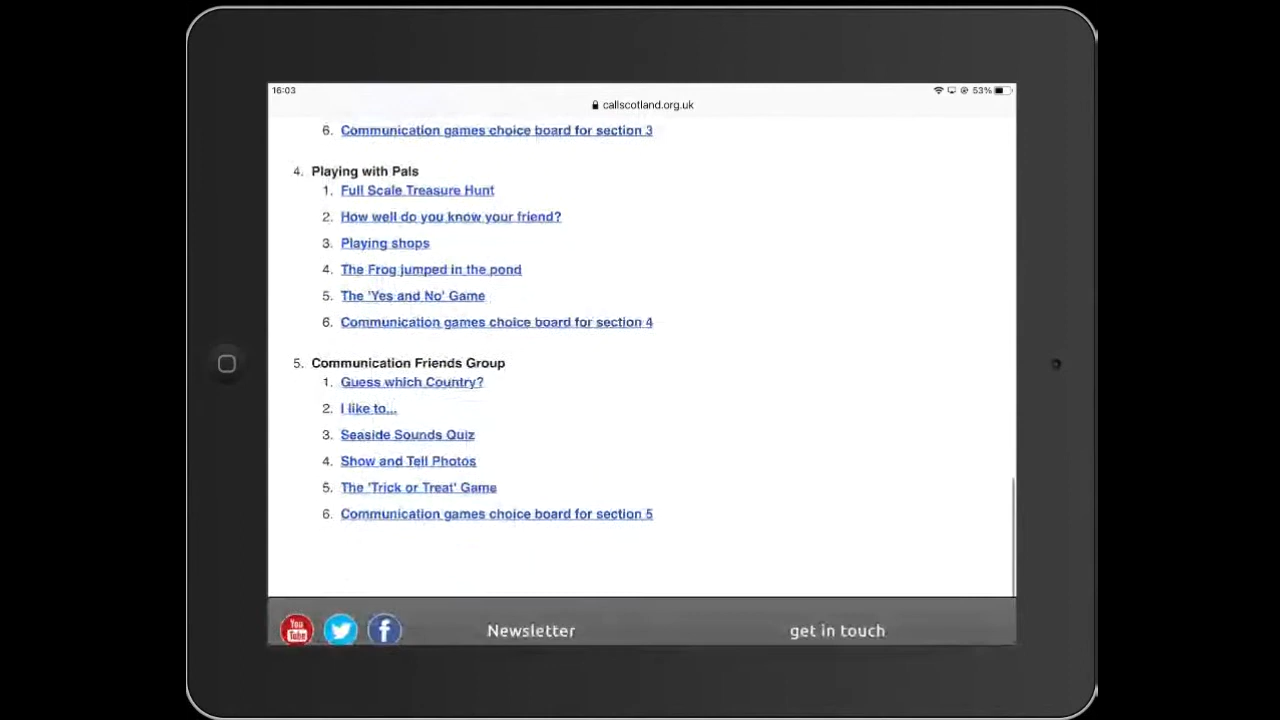 16:03
53%
callscotland.org.uk
6. Communication games choice board for section 3
4. Playing with Pals
1. Full Scale Treasure Hunt
2. How well do you know your friend?
3. Playing shops
4. The Frog jumped in the pond
5. The 'Yes and No' Game
6. Communication games choice board for section 4
5. Communication Friends Group
1. Guess which Country?
2. I like to...
3. Seaside Sounds Quiz
4. Show and Tell Photos
5. The 'Trick or Treat' Game
6. Communication games choice board for section 5
You
Tube
f
Newsletter
get in touch